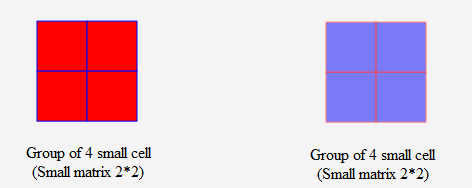 Group of 4 small cell
(Small matrix 2*2)
Group of 4 small cell
(Small matrix 2*2)